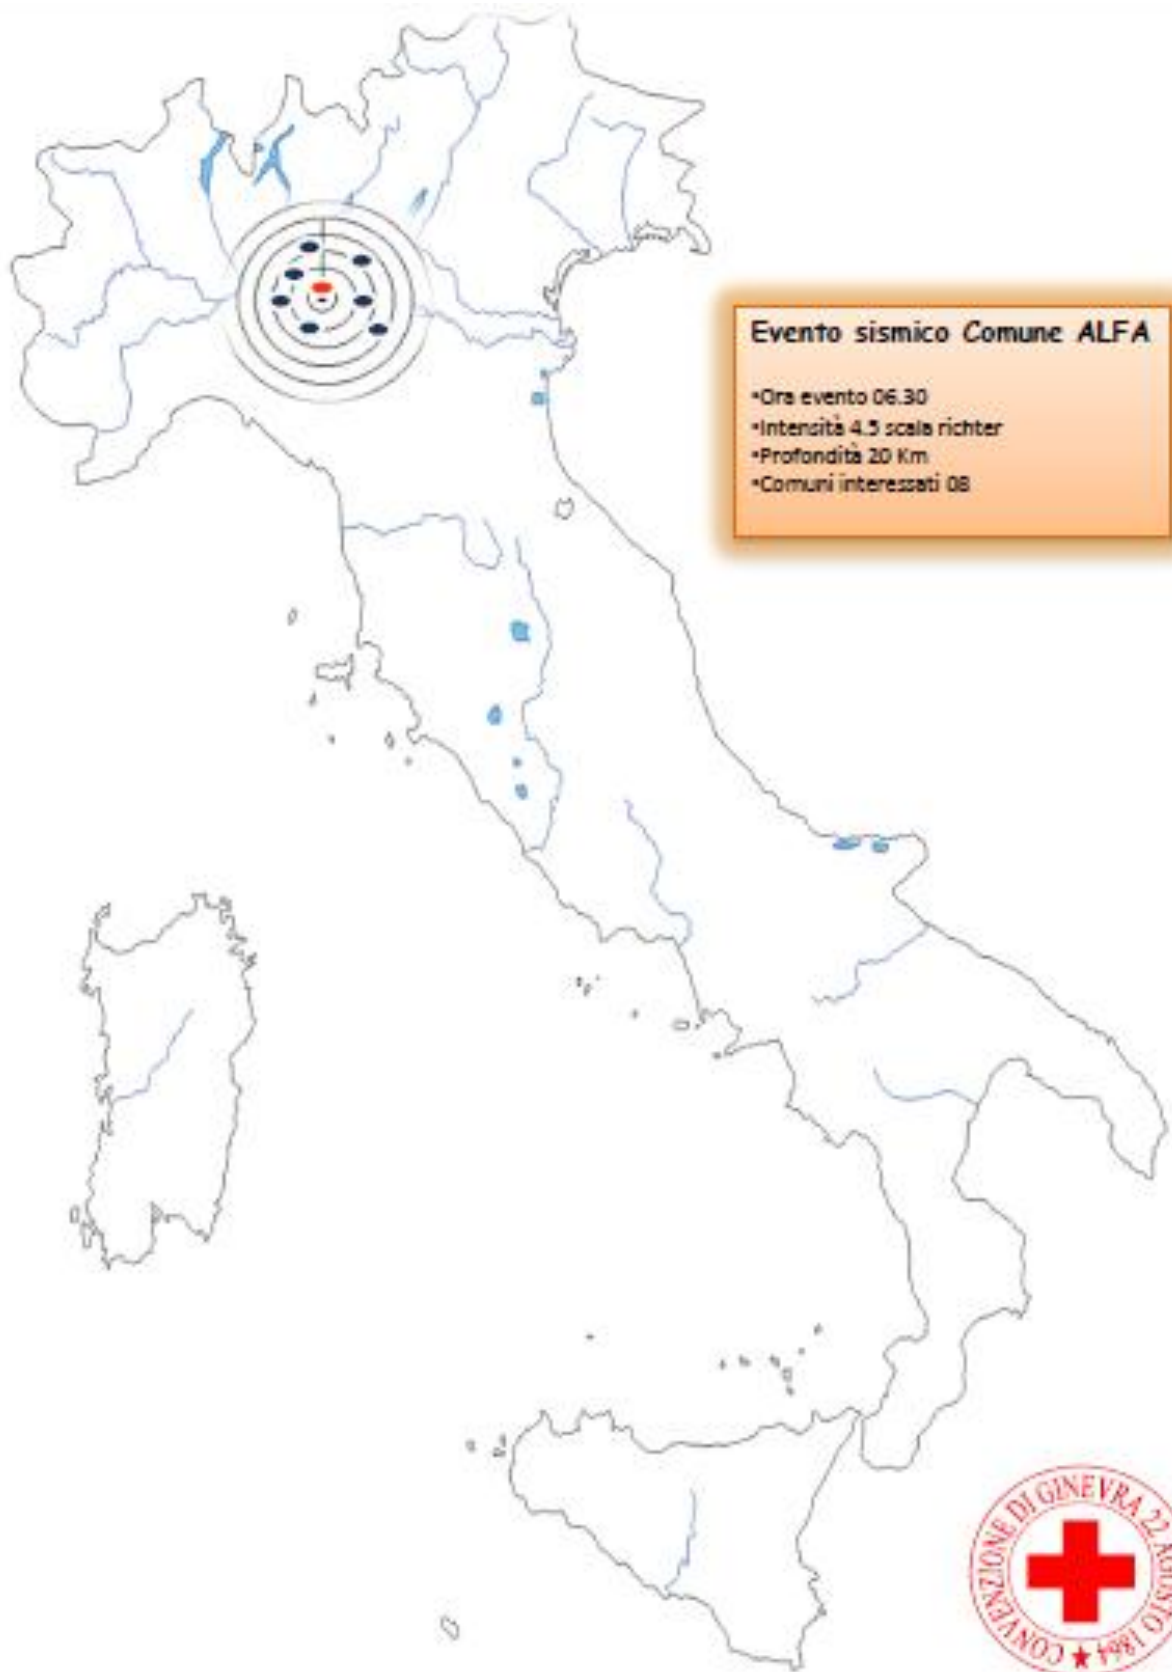 Evento sismico Comune ALFA
•Ora evento 06.30
•Intensità 4.5 scala richter
•Profondità 20 Km
•Comuni interessati 08
CONVENZIONE DI GINEVRA 22 AGOSTO 1864